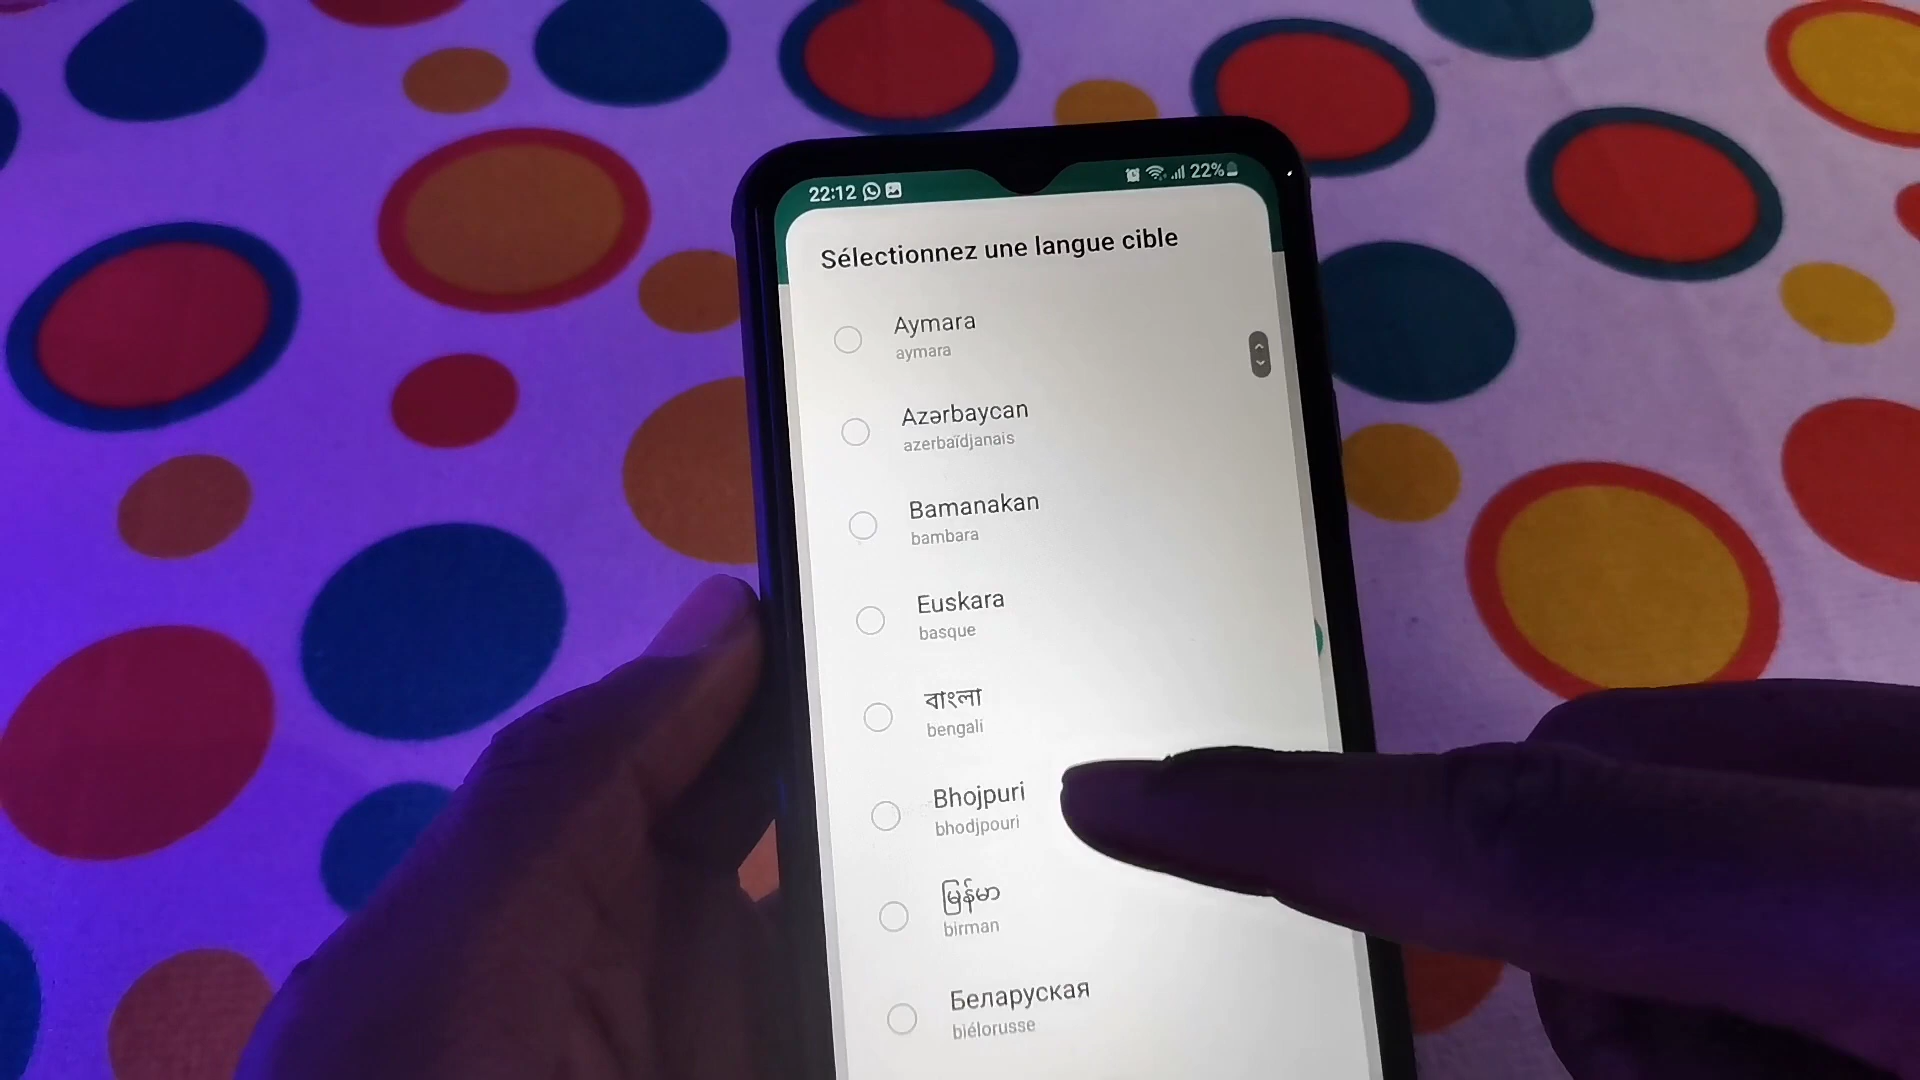 22:12
22%
Sélectionnez une langue cible
Aymara
aymara
Azərbaycan
azerbaïdjanais
Bamanakan
bambara
Euskara
basque
বাংলা
bengali
Bhojpuri
bhodjpouri
မြန်မာ
birman
Беларуская
biélorusse